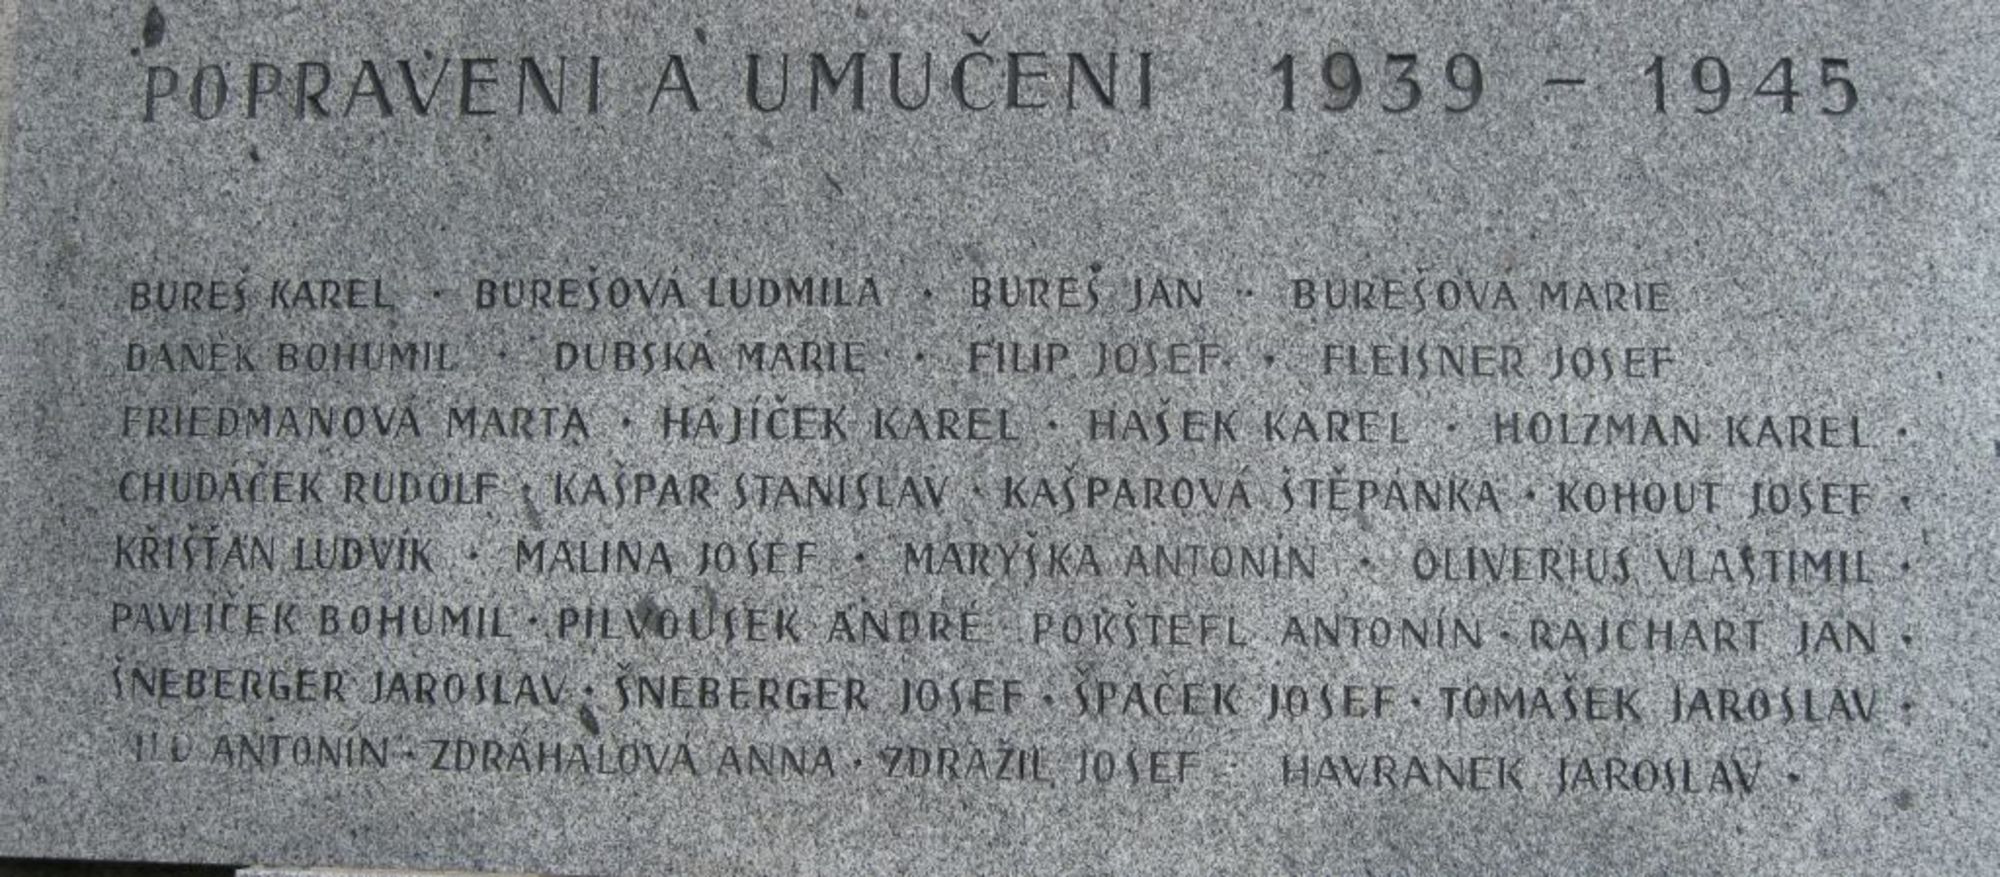 POPRAVENI A UMUČENI 1939 – 1945
BUREŠ KAREL · BUREŠOVÁ LUDMILA · BUREŠ JAN · BUREŠOVÁ MARIE
DANĚK BOHUMIL · DUBSKÁ MARIE · FILIP JOSEF · FLEISNER JOSEF
FRIEDMANOVÁ MARTA · HÁJÍČEK KAREL · HAŠEK KAREL · HOLZMAN KAREL ·
CHUDÁČEK RUDOLF · KAŠPAR STANISLAV · KAŠPAROVÁ ŠTĚPÁNKA · KOHOUT JOSEF ·
KŘIŠŤAN LUDVÍK · MALINA JOSEF · MARYŠKA ANTONÍN · OLIVERIUS VLASTIMIL ·
PAVLÍČEK BOHUMIL · PILVOUSEK ANDRÉ POKŠTEFL ANTONÍN · RAJCHART JAN ·
ŠNEBERGER JAROSLAV · ŠNEBERGER JOSEF · ŠPAČEK JOSEF · TOMÁŠEK JAROSLAV ·
ANTONÍN · ZDRÁHALOVÁ ANNA · ZDRAŽIL JOSEF · HAVRÁNEK JAROSLAV ·